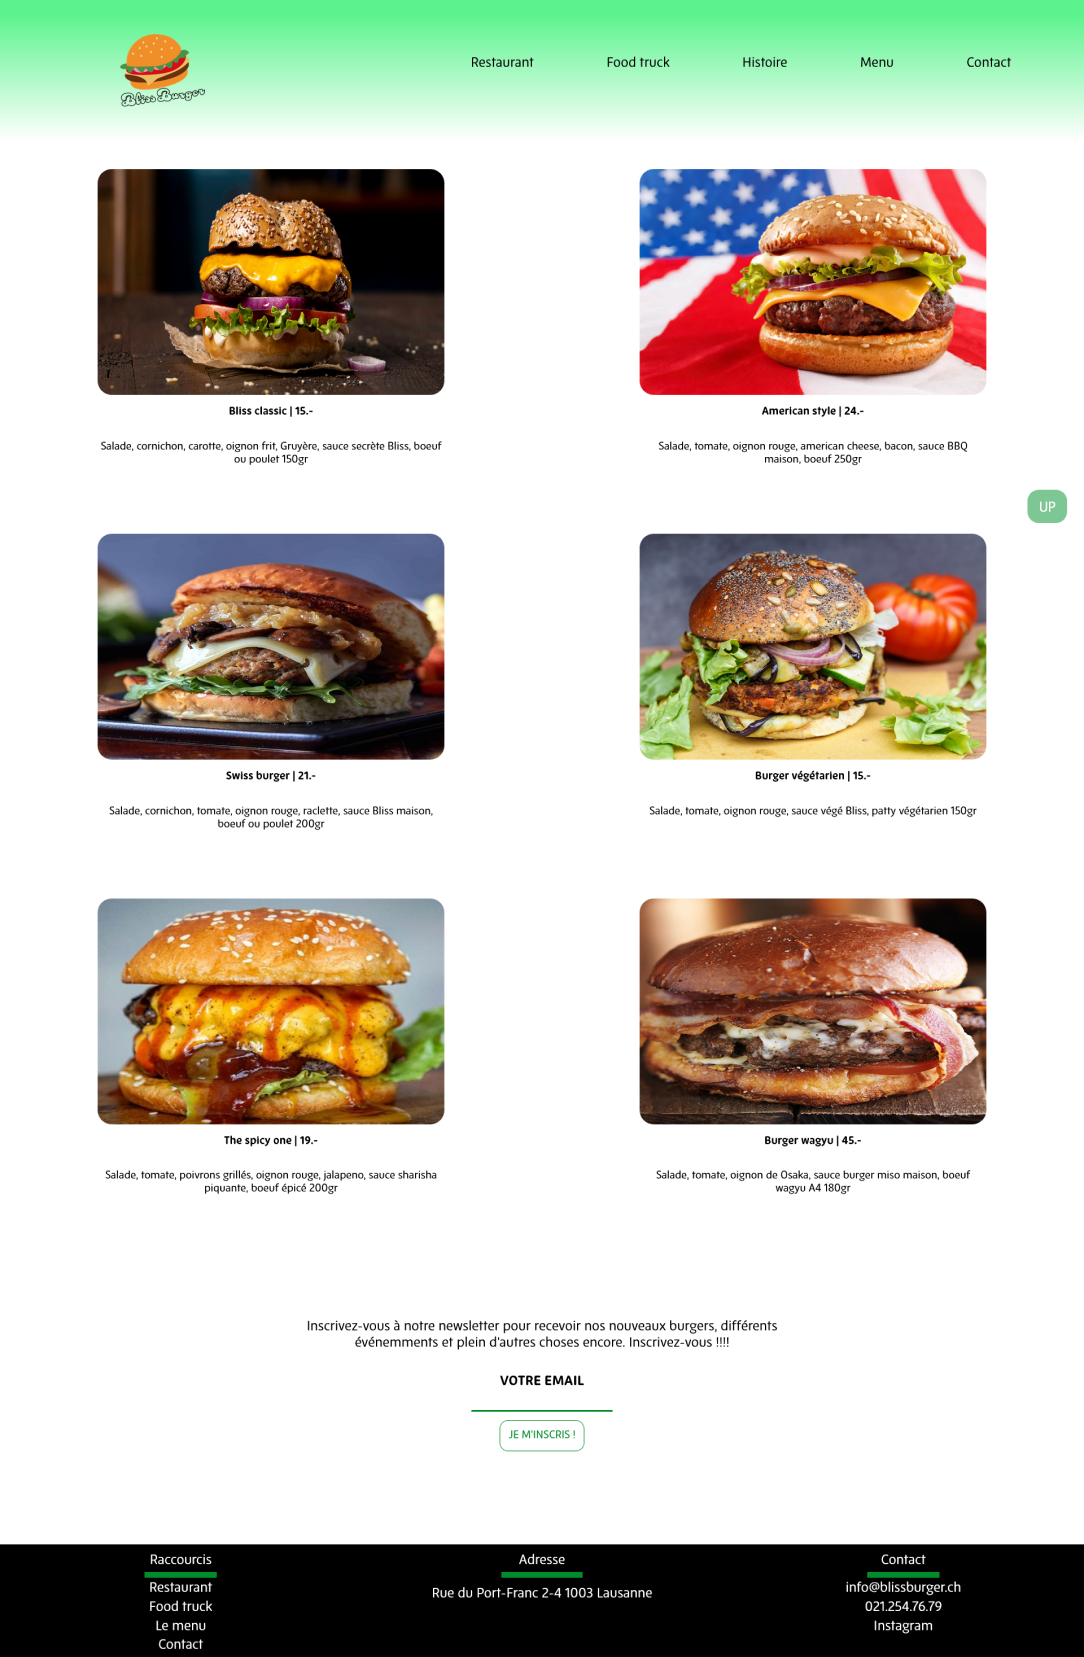 Bliss Burger
Restaurant
Food truck
Histoire
Menu
Contact
Bliss classic | 15.-
Salade, cornichon, carotte, oignon frit, Gruyère, sauce secrète Bliss, boeuf
ou poulet 150gr
American style | 24.-
Salade, tomate, oignon rouge, american cheese, bacon, sauce BBQ
maison, boeuf 250gr
UP
Swiss burger | 21.-
Salade, cornichon, tomate, oignon rouge, raclette, sauce Bliss maison,
boeuf ou poulet 200gr
Burger végétarien | 15.-
Salade, tomate, oignon rouge, sauce végé Bliss, patty végétarien 150gr
The spicy one | 19.-
Salade, tomate, poivrons grillés, oignon rouge, jalapeno, sauce sharisha
piquante, boeuf épicé 200gr
Burger wagyu | 45.-
Salade, tomate, oignon de Osaka, sauce burger miso maison, boeuf
wagyu A4 180gr
Inscrivez-vous à notre newsletter pour recevoir nos nouveaux burgers, différents
événemments et plein d'autres choses encore. Inscrivez-vous !!!!
VOTRE EMAIL
JE M'INSCRIS !
Raccourcis
Restaurant
Food truck
Le menu
Contact
Adresse
Rue du Port-Franc 2-4 1003 Lausanne
Contact
info@blissburger.ch
021.254.76.79
Instagram